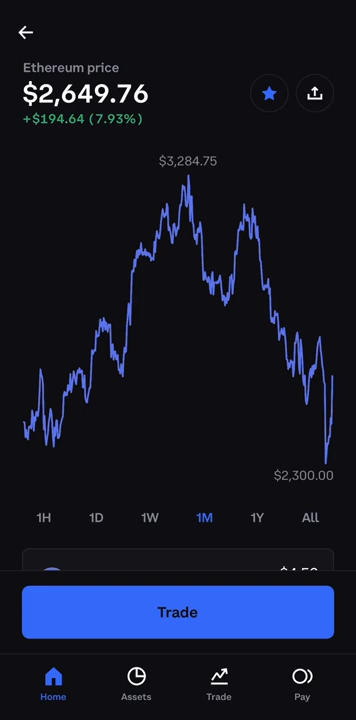 Ethereum price
$2,649.76
+$194.64 (7.93%)
$3,284.75
$2,300.00
1H 1D 1W 1M 1Y All
Trade
Home Assets Trade Pay